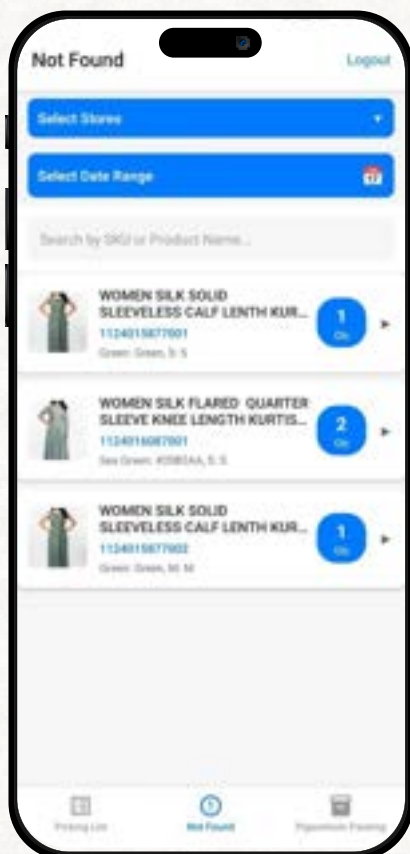 Not Found
Logout
Select Stores
Select Date Range
Search by SKU or Product Name...
WOMEN SILK SOLID
SLEEVELESS CALF LENTH KUR...
1
Qty
1124015877001
Green: Green, S: S
WOMEN SILK FLARED QUARTER
SLEEVE KNEE LENGTH KURTIS...
2
Qty
1124016087001
Sea Green: S: S
WOMEN SILK SOLID
SLEEVELESS CALF LENTH KUR...
1
Qty
1124015877002
Green: Green, M: M
Picking List
Not Found
Packing